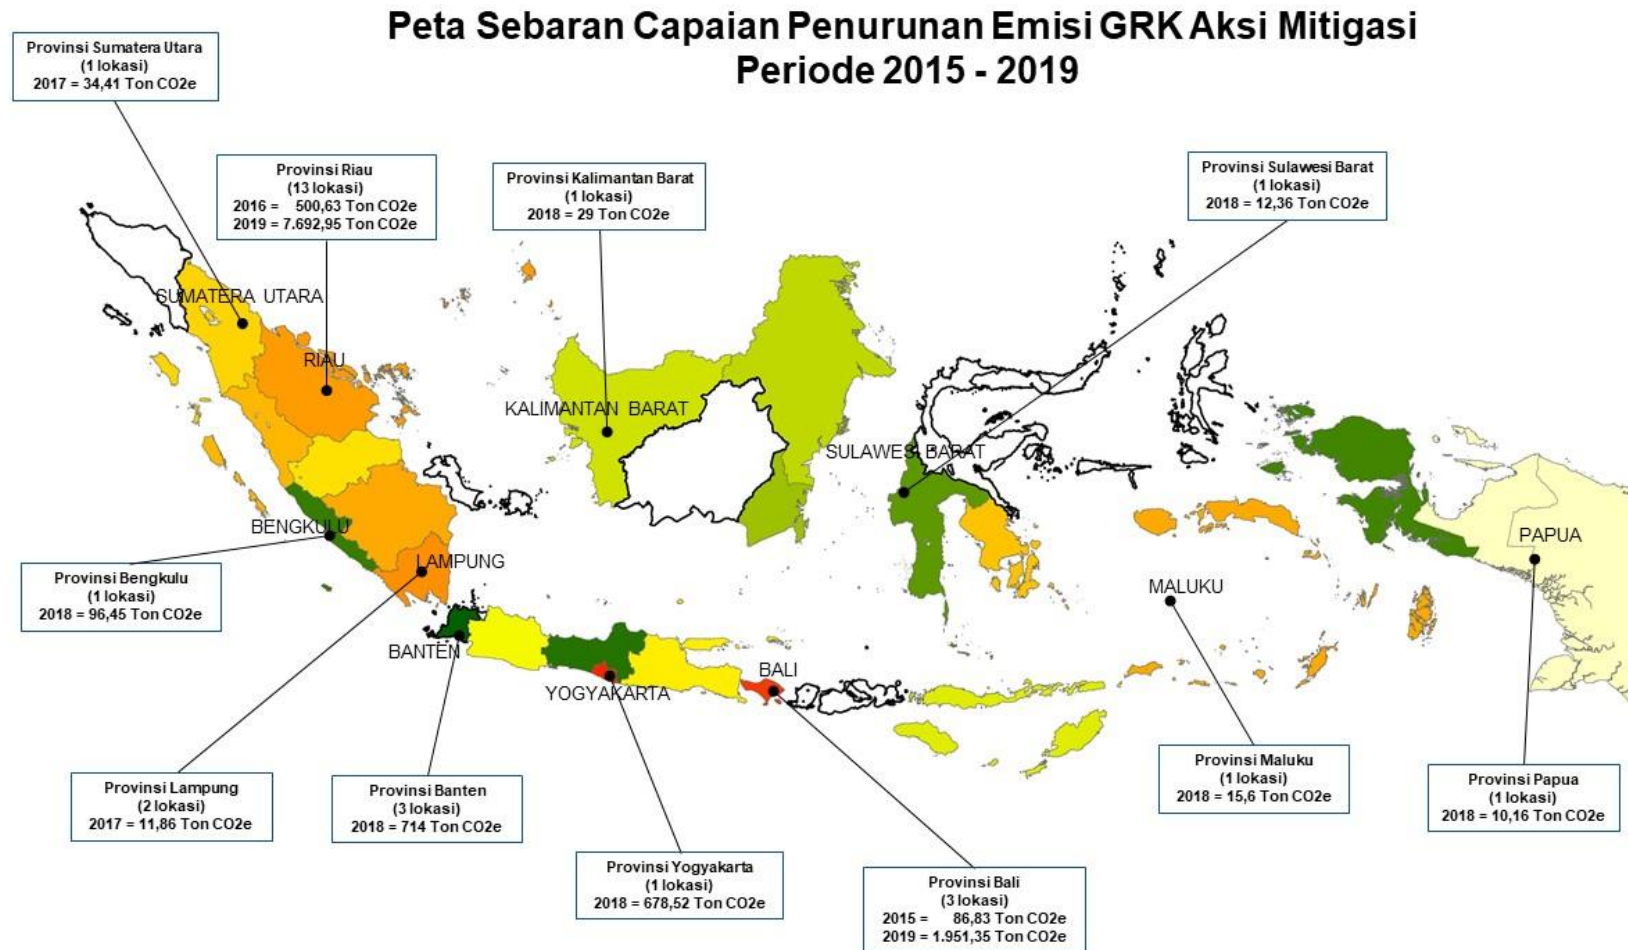 Peta Sebaran Capaian Penurunan Emisi GRK Aksi Mitigasi
Periode 2015 - 2019
Provinsi Sumatera Utara
(1 lokasi)
2017 = 34,41 Ton CO2e
Provinsi Riau
(13 lokasi)
2016 = 500,63 Ton CO2e
2019 = 7.692,95 Ton CO2e
Provinsi Kalimantan Barat
(1 lokasi)
2018 = 29 Ton CO2e
Provinsi Sulawesi Barat
(1 lokasi)
2018 = 12,36 Ton CO2e
SUMATERA UTARA
RIAU
KALIMANTAN BARAT
SULAWESI BARAT
BENGKULU
LAMPUNG
PAPUA
MALUKU
BANTEN
YOGYAKARTA
BALI
Provinsi Bengkulu
(1 lokasi)
2018 = 96,45 Ton CO2e
Provinsi Lampung
(2 lokasi)
2017 = 11,86 Ton CO2e
Provinsi Banten
(3 lokasi)
2018 = 714 Ton CO2e
Provinsi Yogyakarta
(1 lokasi)
2018 = 678,52 Ton CO2e
Provinsi Bali
(3 lokasi)
2015 = 86,83 Ton CO2e
2019 = 1.951,35 Ton CO2e
Provinsi Maluku
(1 lokasi)
2018 = 15,6 Ton CO2e
Provinsi Papua
(1 lokasi)
2018 = 10,16 Ton CO2e